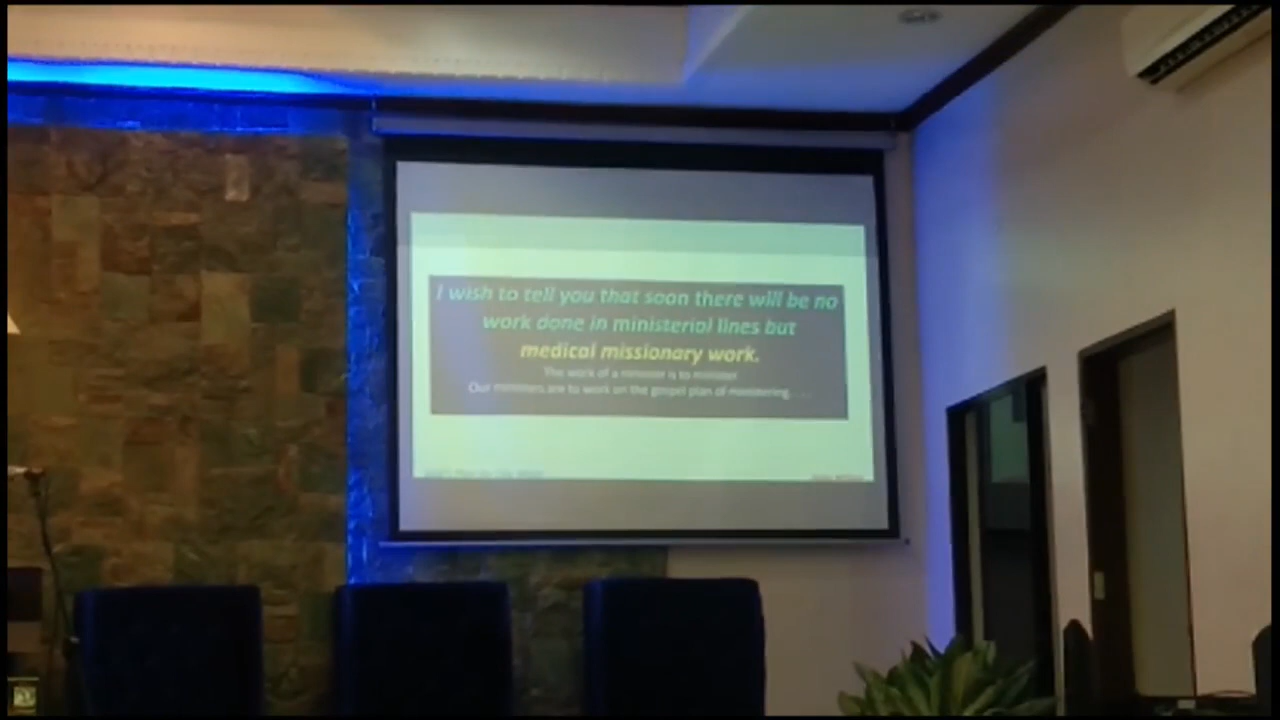 I wish to tell you that soon there will be no
work done in ministerial lines but
medical missionary work.
The work of a minister is to minister
Our ministers are to work on the gospel plan of ministering.....